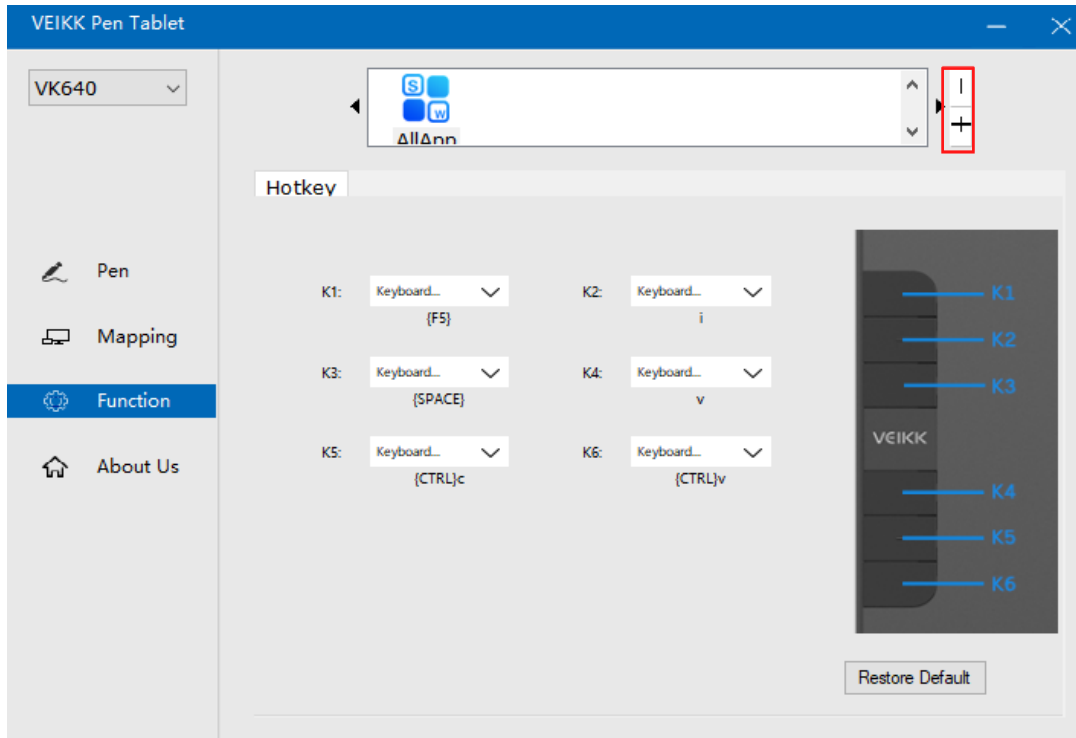 VEIKK Pen Tablet
VK640
S
W
AllApp
Hotkey
Pen
Mapping
Function
About Us
K1: Keyboard... K2: Keyboard...
{F5} i
K3: Keyboard... K4: Keyboard...
{SPACE} v
K5: Keyboard... K6: Keyboard...
{CTRL}c {CTRL}v
K1
K2
K3
VEIKK
K4
K5
K6
Restore Default